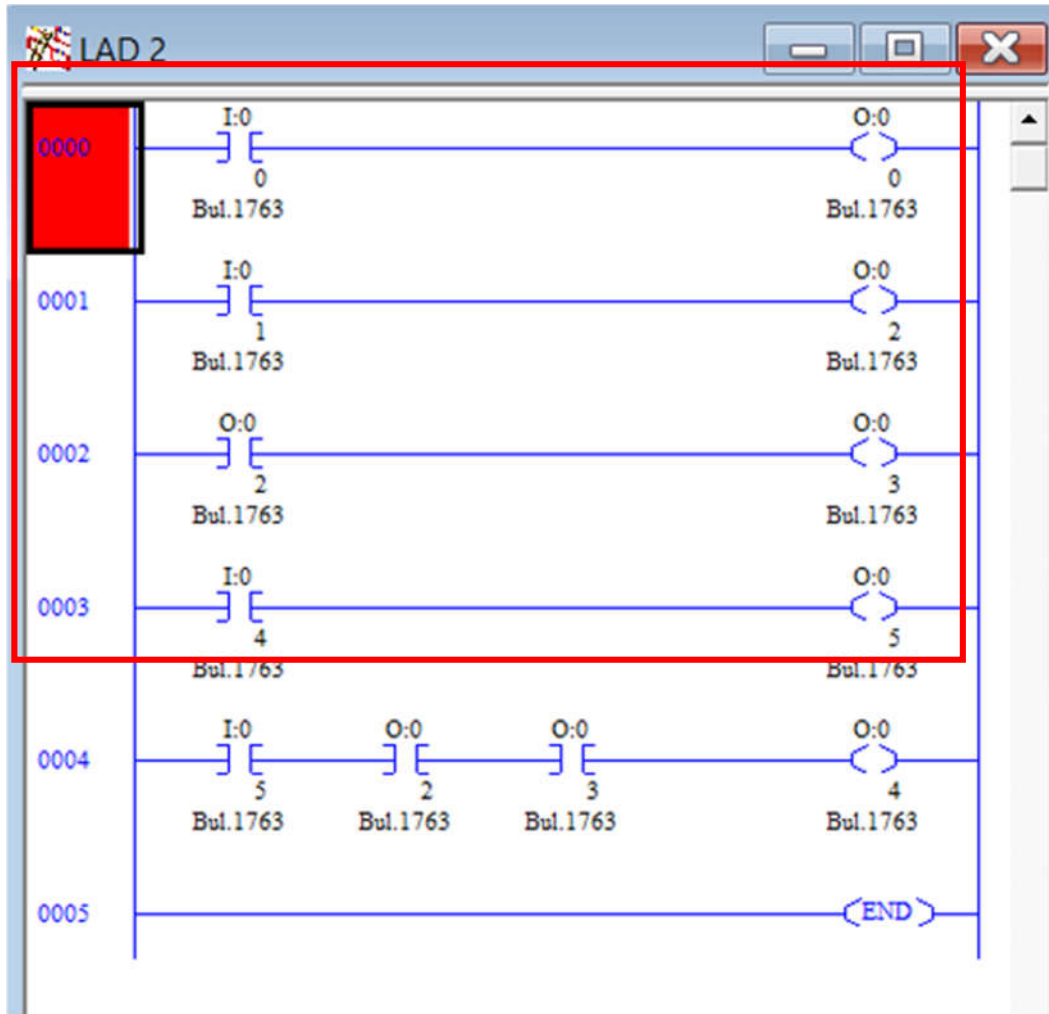 LAD 2
I:0 O:0
0000
0 0
Bul.1763 Bul.1763
I:0 O:0
0001
1 2
Bul.1763 Bul.1763
O:0 O:0
0002
2 3
Bul.1763 Bul.1763
I:0 O:0
0003
4 5
Bul.1763 Bul.1763
I:0 O:0 O:0 O:0
0004
5 2 3 4
Bul.1763 Bul.1763 Bul.1763 Bul.1763
0005 END